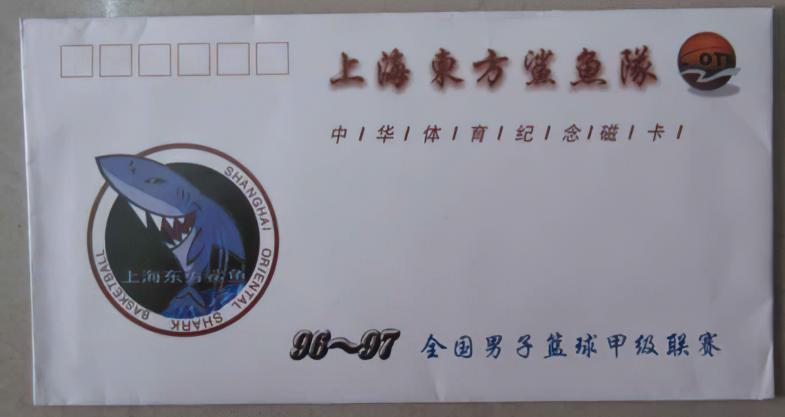 上海東方鯊魚隊
on
中华体育纪念磁卡
SHANGHAI ORIENTAL SHARK BASKETBALL
上海东方鲨鱼
96～97 全国男子篮球甲级联赛